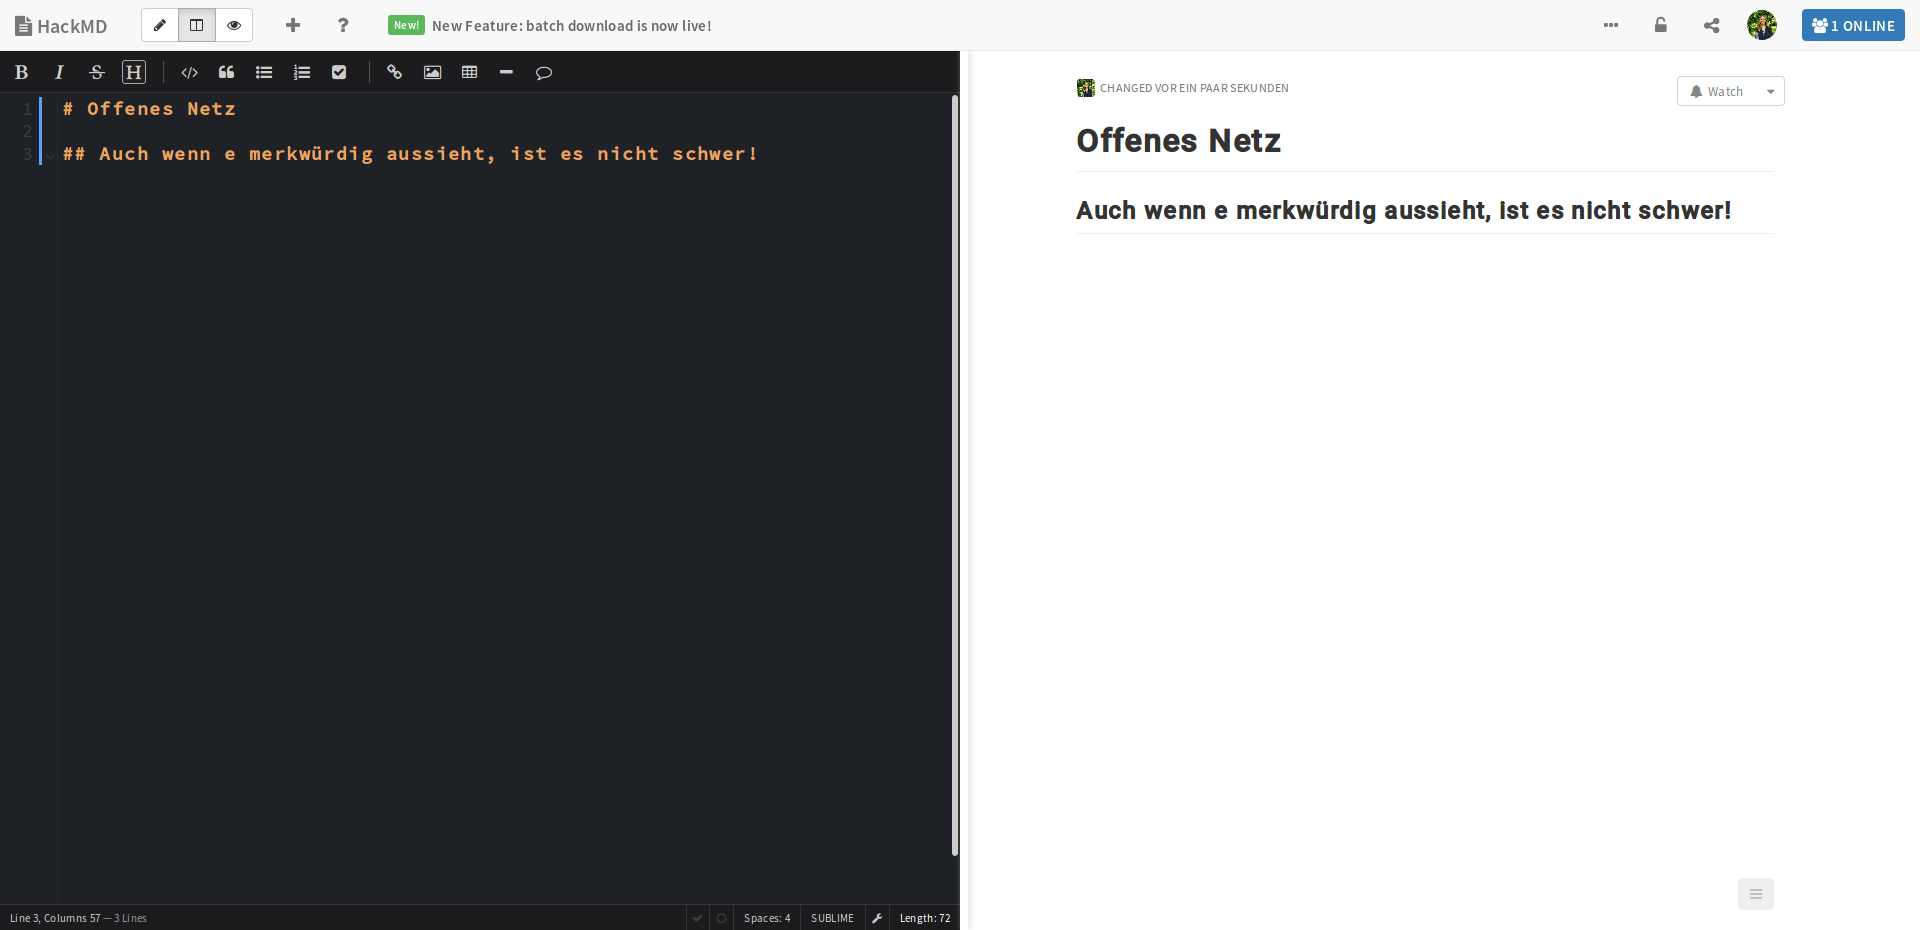 HackMD
New! New Feature: batch download is now live!
1 ONLINE
B I S H
1 # Offenes Netz
2
3 ## Auch wenn e merkwürdig aussieht, ist es nicht schwer!
Line 3, Columns 57 — 3 Lines
Spaces: 4
SUBLIME
Length: 72
CHANGED VOR EIN PAAR SEKUNDEN
Watch
Offenes Netz
Auch wenn e merkwürdig aussieht, ist es nicht schwer!